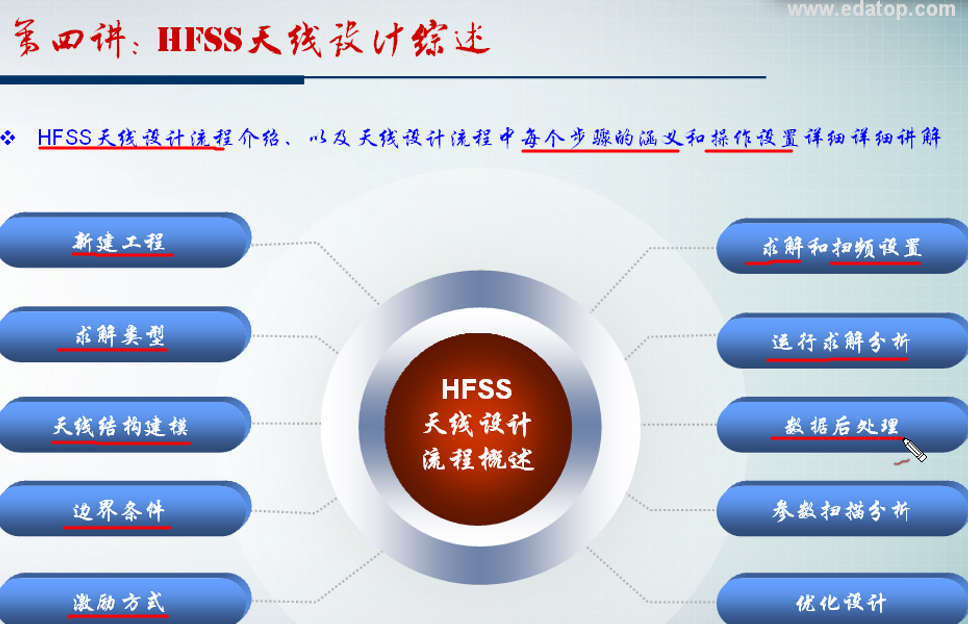 www.edatop.com
第四讲：HFSS天线设计综述
HFSS天线设计流程介绍、以及天线设计流程中每个步骤的涵义和操作设置详细详细讲解
新建工程
求解类型
天线结构建模
边界条件
激励方式
HFSS
天线设计
流程概述
求解和扫频设置
运行求解分析
数据后处理
参数扫描分析
优化设计